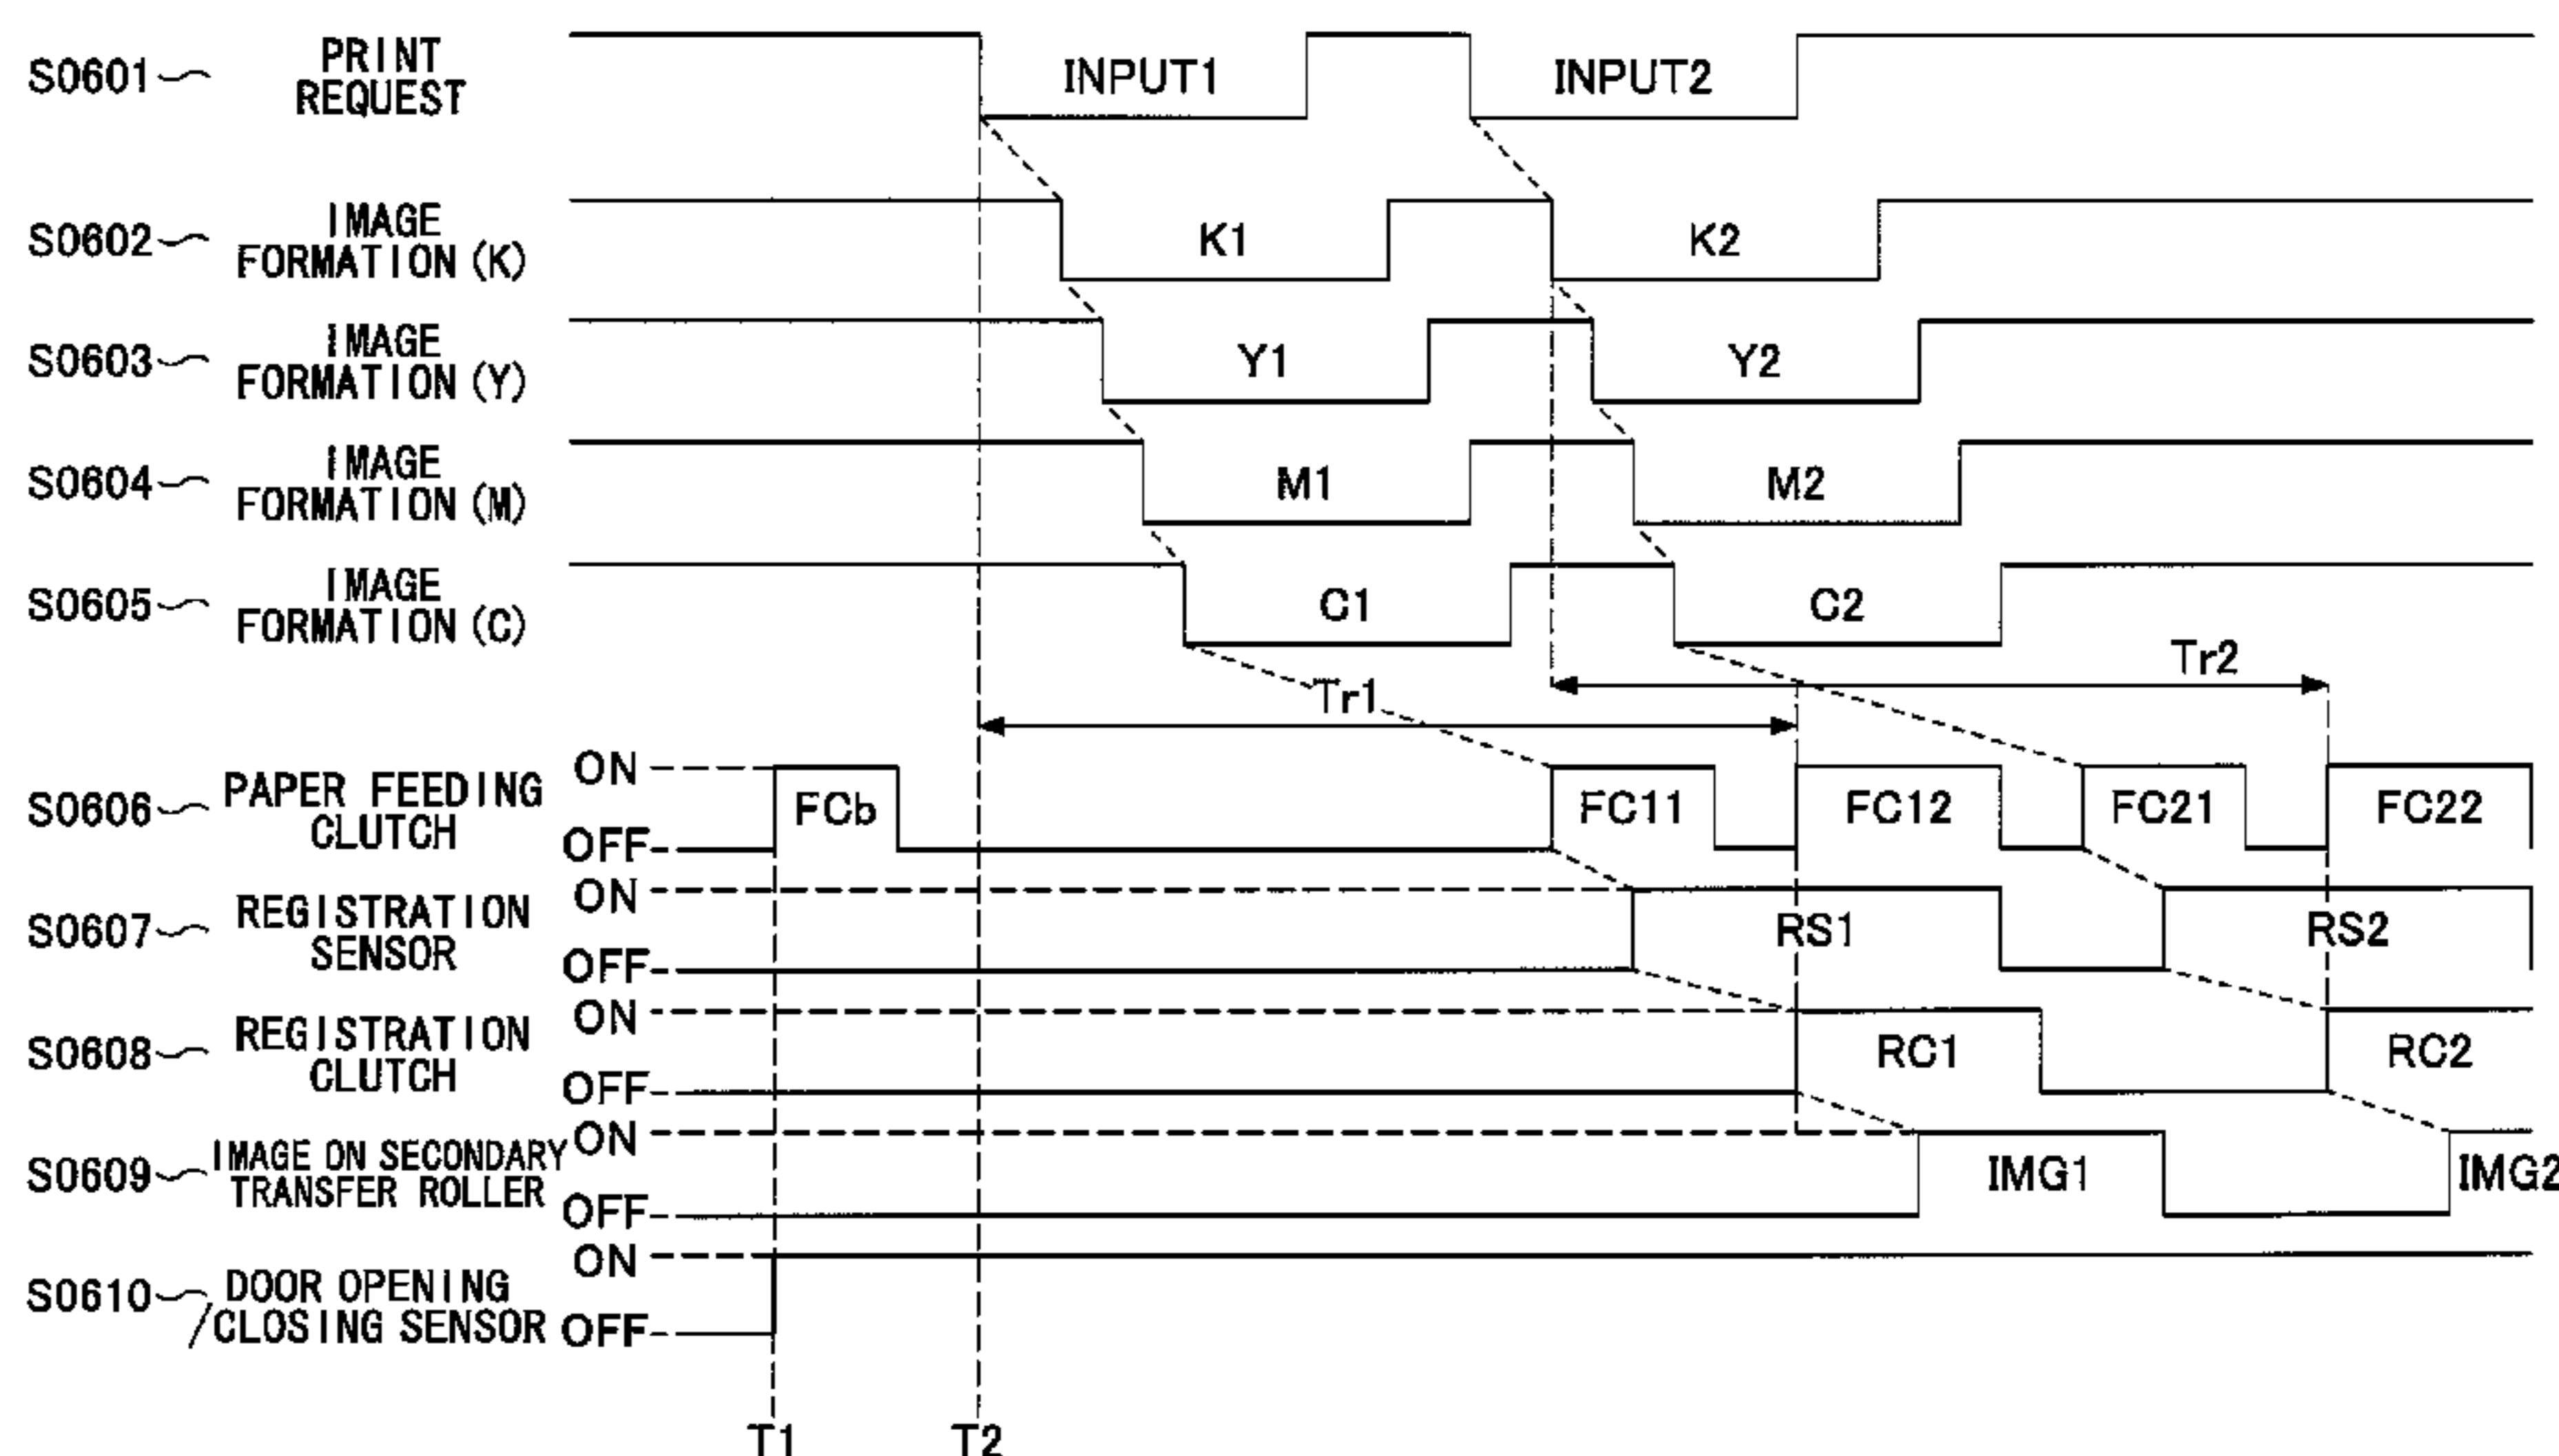 S0601 PRINT REQUEST INPUT1 INPUT2
S0602 IMAGE FORMATION (K) K1 K2
S0603 IMAGE FORMATION (Y) Y1 Y2
S0604 IMAGE FORMATION (M) M1 M2
S0605 IMAGE FORMATION (C) C1 C2
Tr2
Tr1
S0606 PAPER FEEDING CLUTCH ON OFF FCb FC11 FC12 FC21 FC22
S0607 REGISTRATION SENSOR ON OFF RS1 RS2
S0608 REGISTRATION CLUTCH ON OFF RC1 RC2
S0609 IMAGE ON SECONDARY TRANSFER ROLLER ON OFF IMG1 IMG2
S0610 DOOR OPENING /CLOSING SENSOR ON OFF
T1 T2